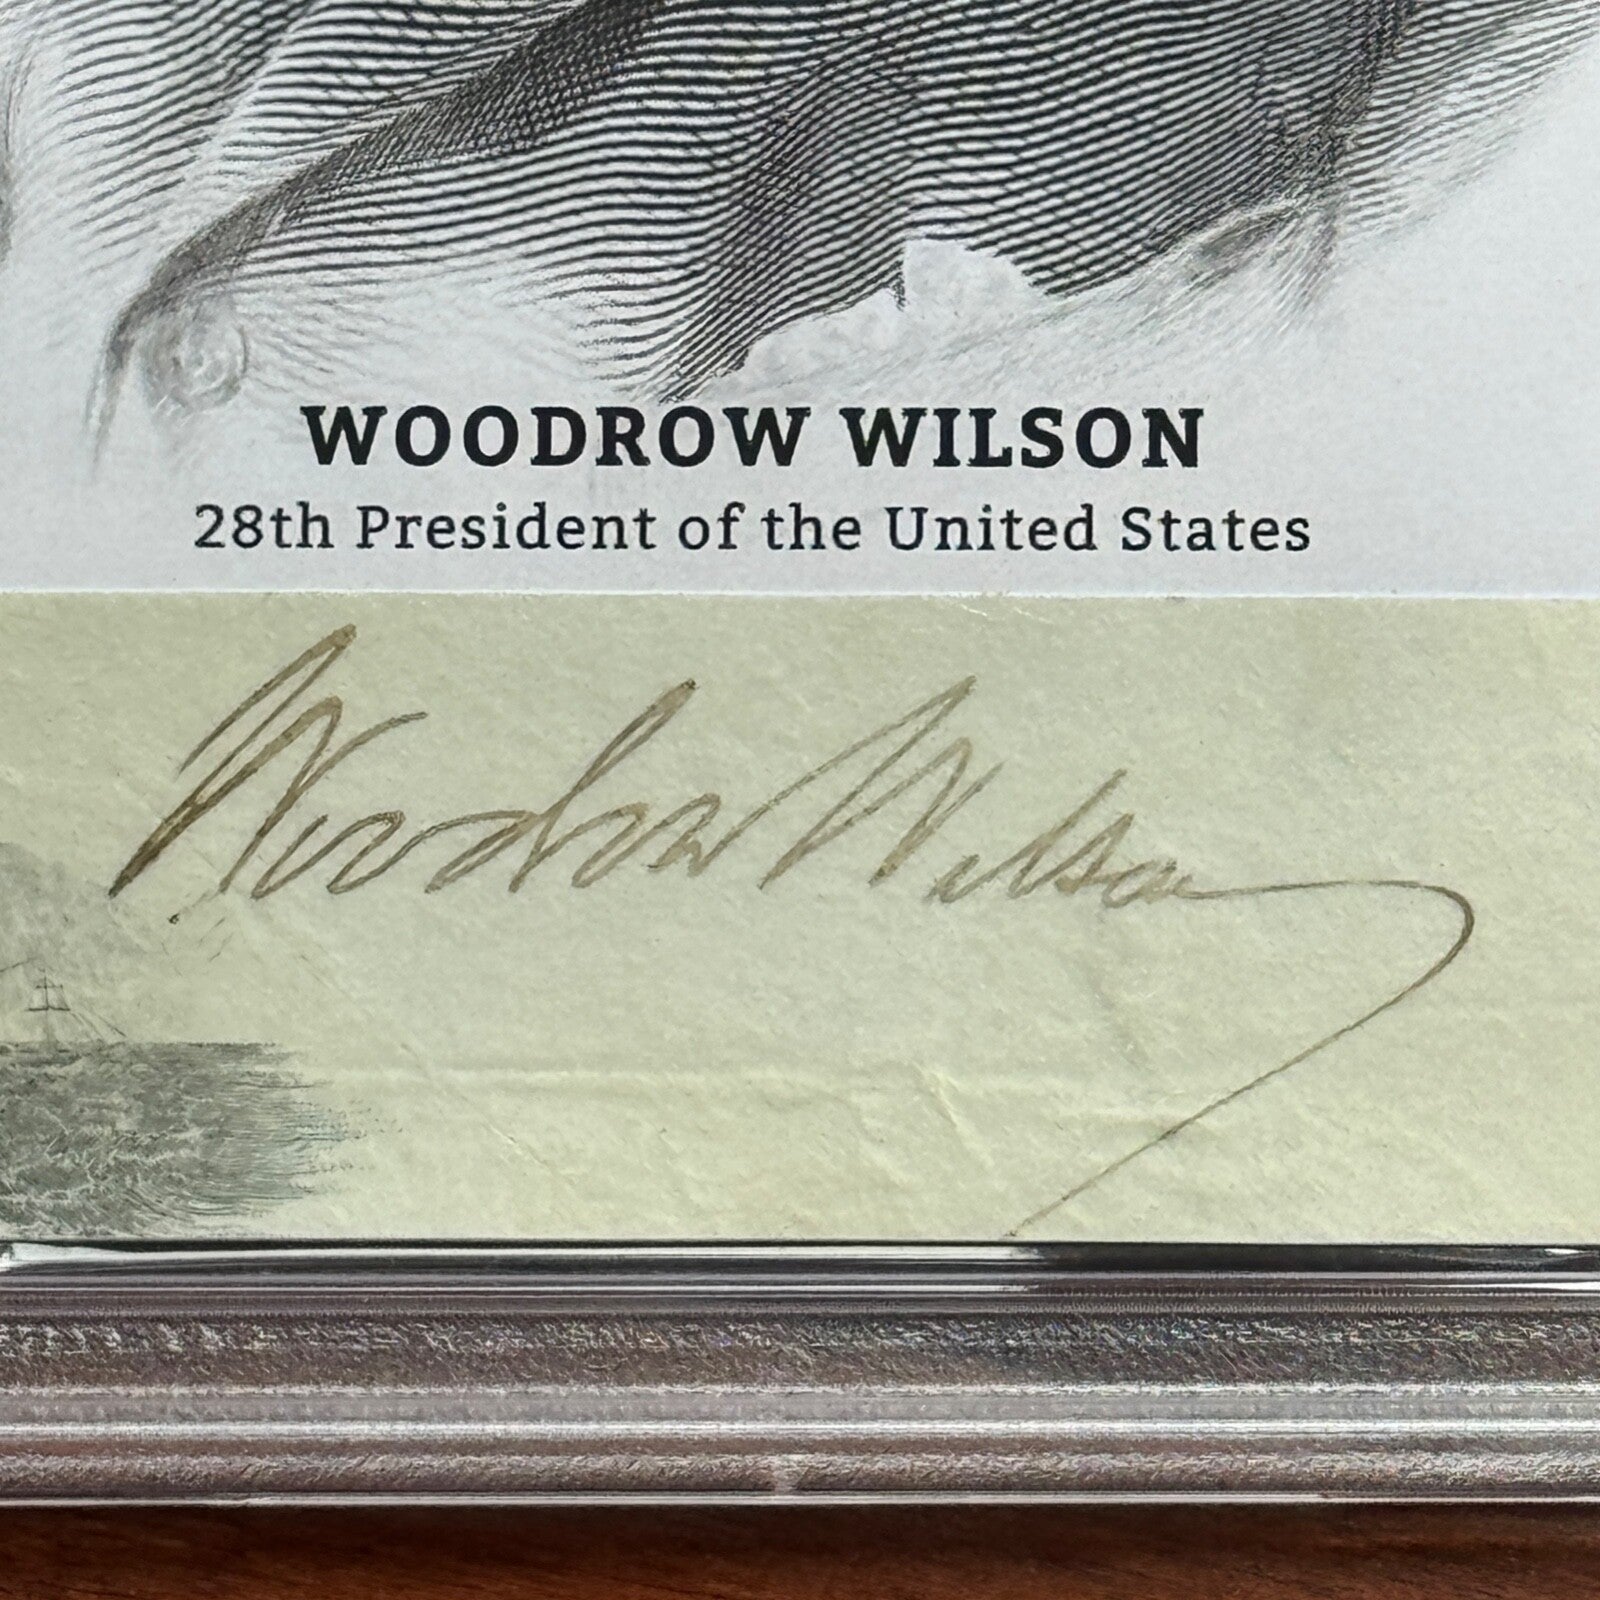 WOODROW WILSON
28th President of the United States
Woodrow Wilson